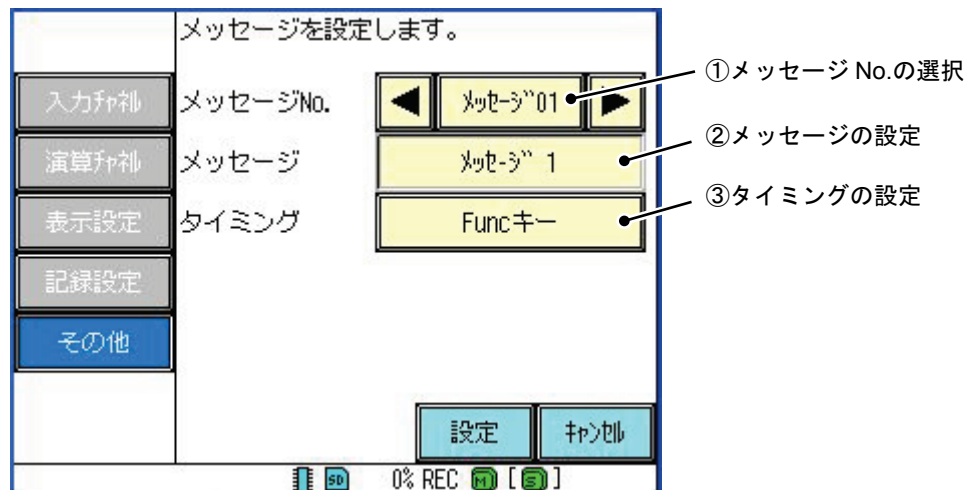 メッセージを設定します。
入力ﾁｬﾈﾙ メッセージNo. ◀ ﾒｯｾｰｼﾞ01 ▶ ①メッセージ No.の選択
演算ﾁｬﾈﾙ メッセージ ﾒｯｾｰｼﾞ 1 ②メッセージの設定
表示設定 タイミング Funcキー ③タイミングの設定
記録設定
その他
設定 ｷｬﾝｾﾙ
SD 0% REC M [ S ]